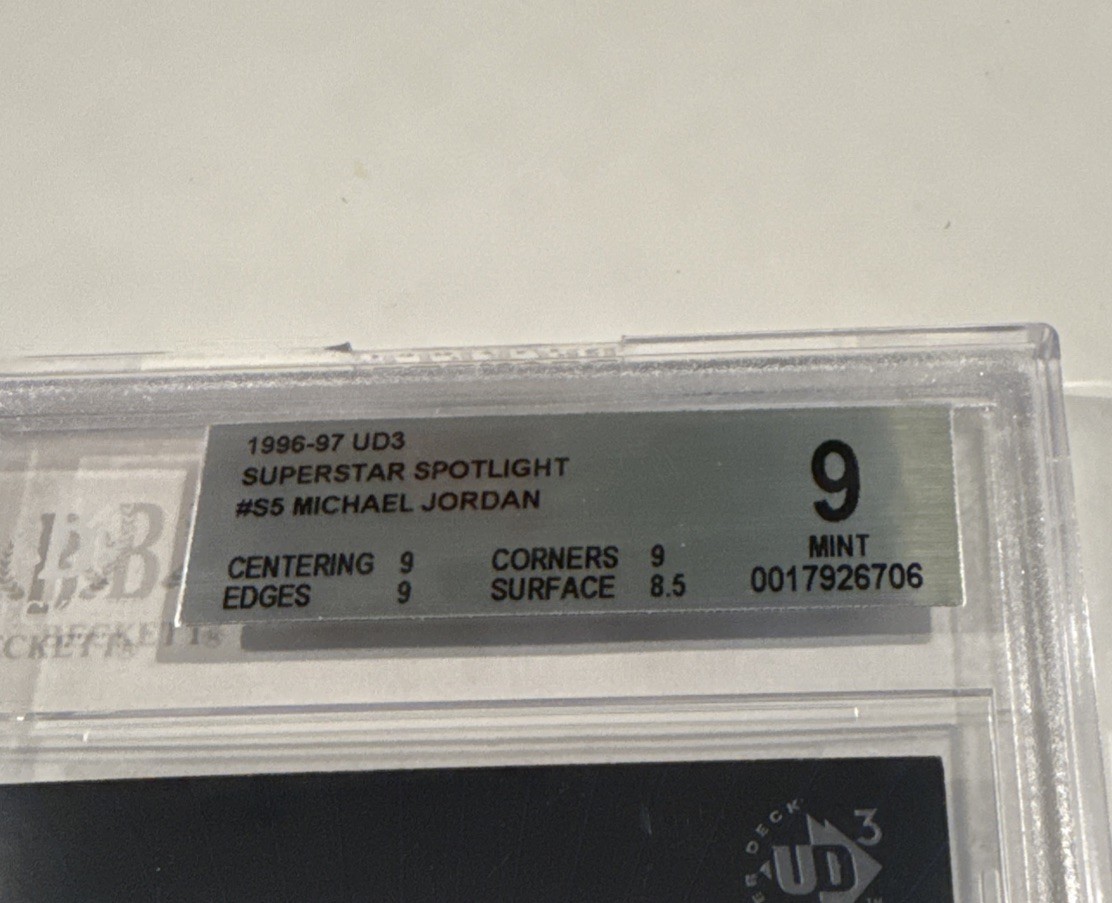 1996-97 UD3
SUPERSTAR SPOTLIGHT
#S5 MICHAEL JORDAN
9
MINT
0017926706
CENTERING 9 CORNERS 9
EDGES 9 SURFACE 8.5
DECK
UD3